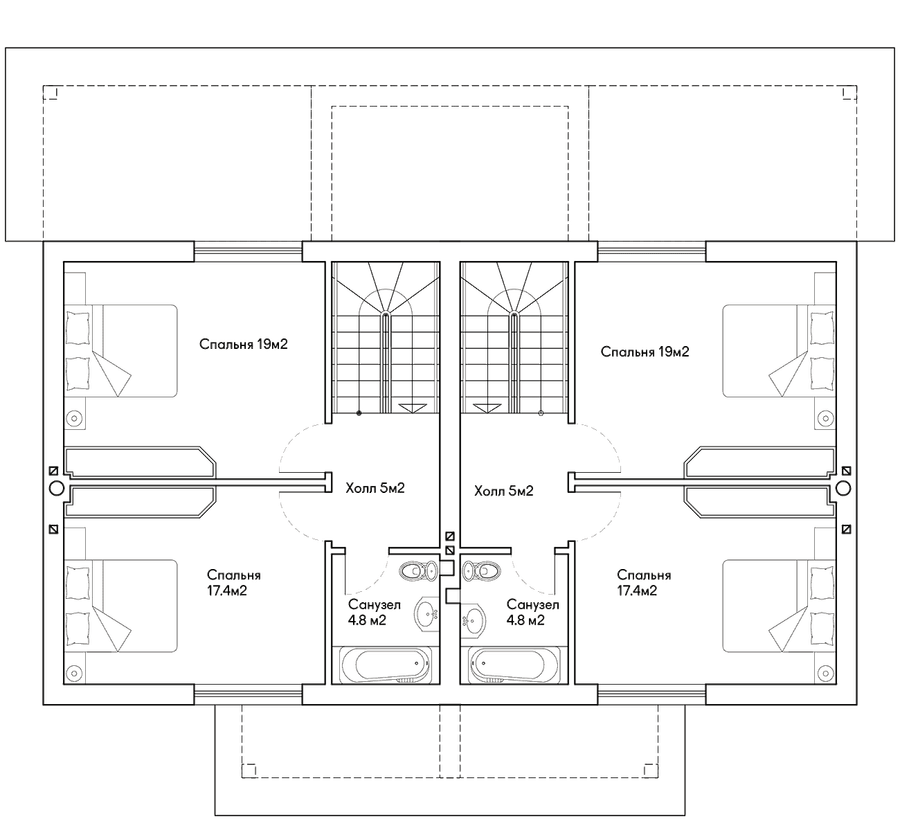 Спальня 19м2
Спальня 19м2
Холл 5м2
Холл 5м2
Спальня
17.4м2
Санузел
4.8 м2
Санузел
4.8 м2
Спальня
17.4м2